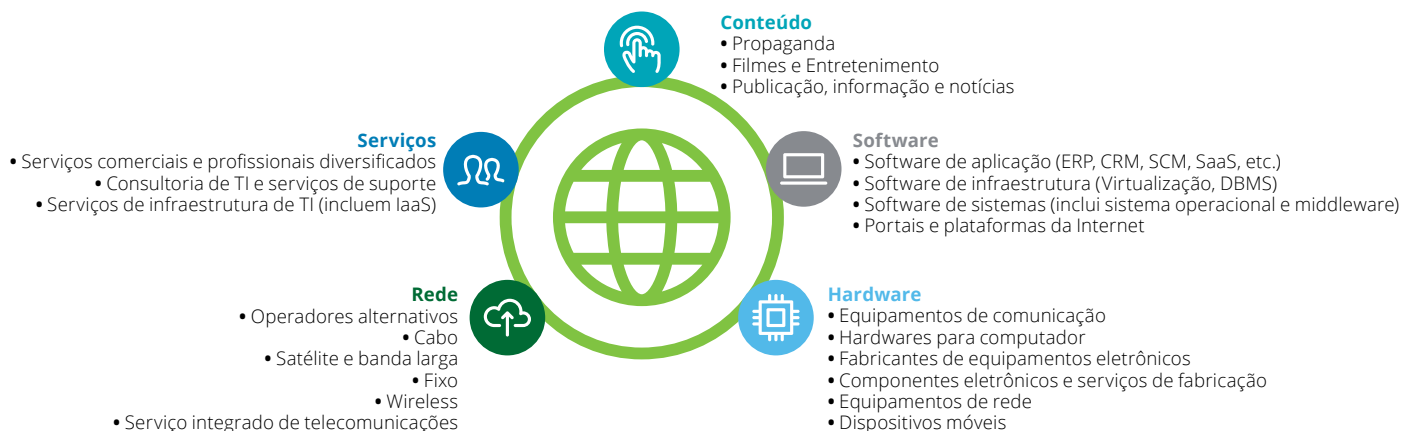 Conteúdo
• Propaganda
• Filmes e Entretenimento
• Publicação, informação e notícias
Serviços
• Serviços comerciais e profissionais diversificados
• Consultoria de TI e serviços de suporte
• Serviços de infraestrutura de TI (incluem IaaS)
Software
• Software de aplicação (ERP, CRM, SCM, SaaS, etc.)
• Software de infraestrutura (Virtualização, DBMS)
• Software de sistemas (inclui sistema operacional e middleware)
• Portais e plataformas da Internet
Rede
• Operadores alternativos
• Cabo
• Satélite e banda larga
• Fixo
• Wireless
• Serviço integrado de telecomunicações
Hardware
• Equipamentos de comunicação
• Hardwares para computador
• Fabricantes de equipamentos eletrônicos
• Componentes eletrônicos e serviços de fabricação
• Equipamentos de rede
• Dispositivos móveis